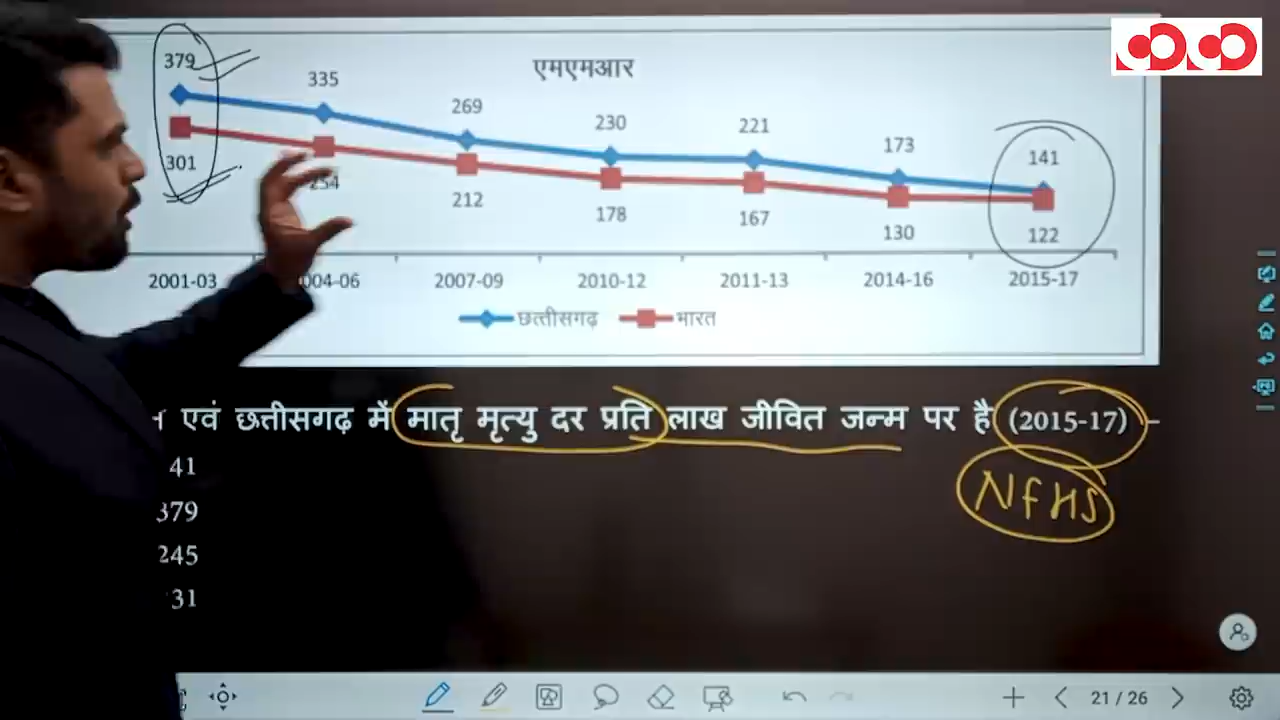 एमएमआर
379 335 269 230 221 173 141
301 254 212 178 167 130 122
2001-03 004-06 2007-09 2010-12 2011-13 2014-16 2015-17
छत्तीसगढ़ भारत
एवं छत्तीसगढ़ में मातृ मृत्यु दर प्रति लाख जीवित जन्म पर है (2015-17) –
41
NFHS
379
245
31
21 / 26